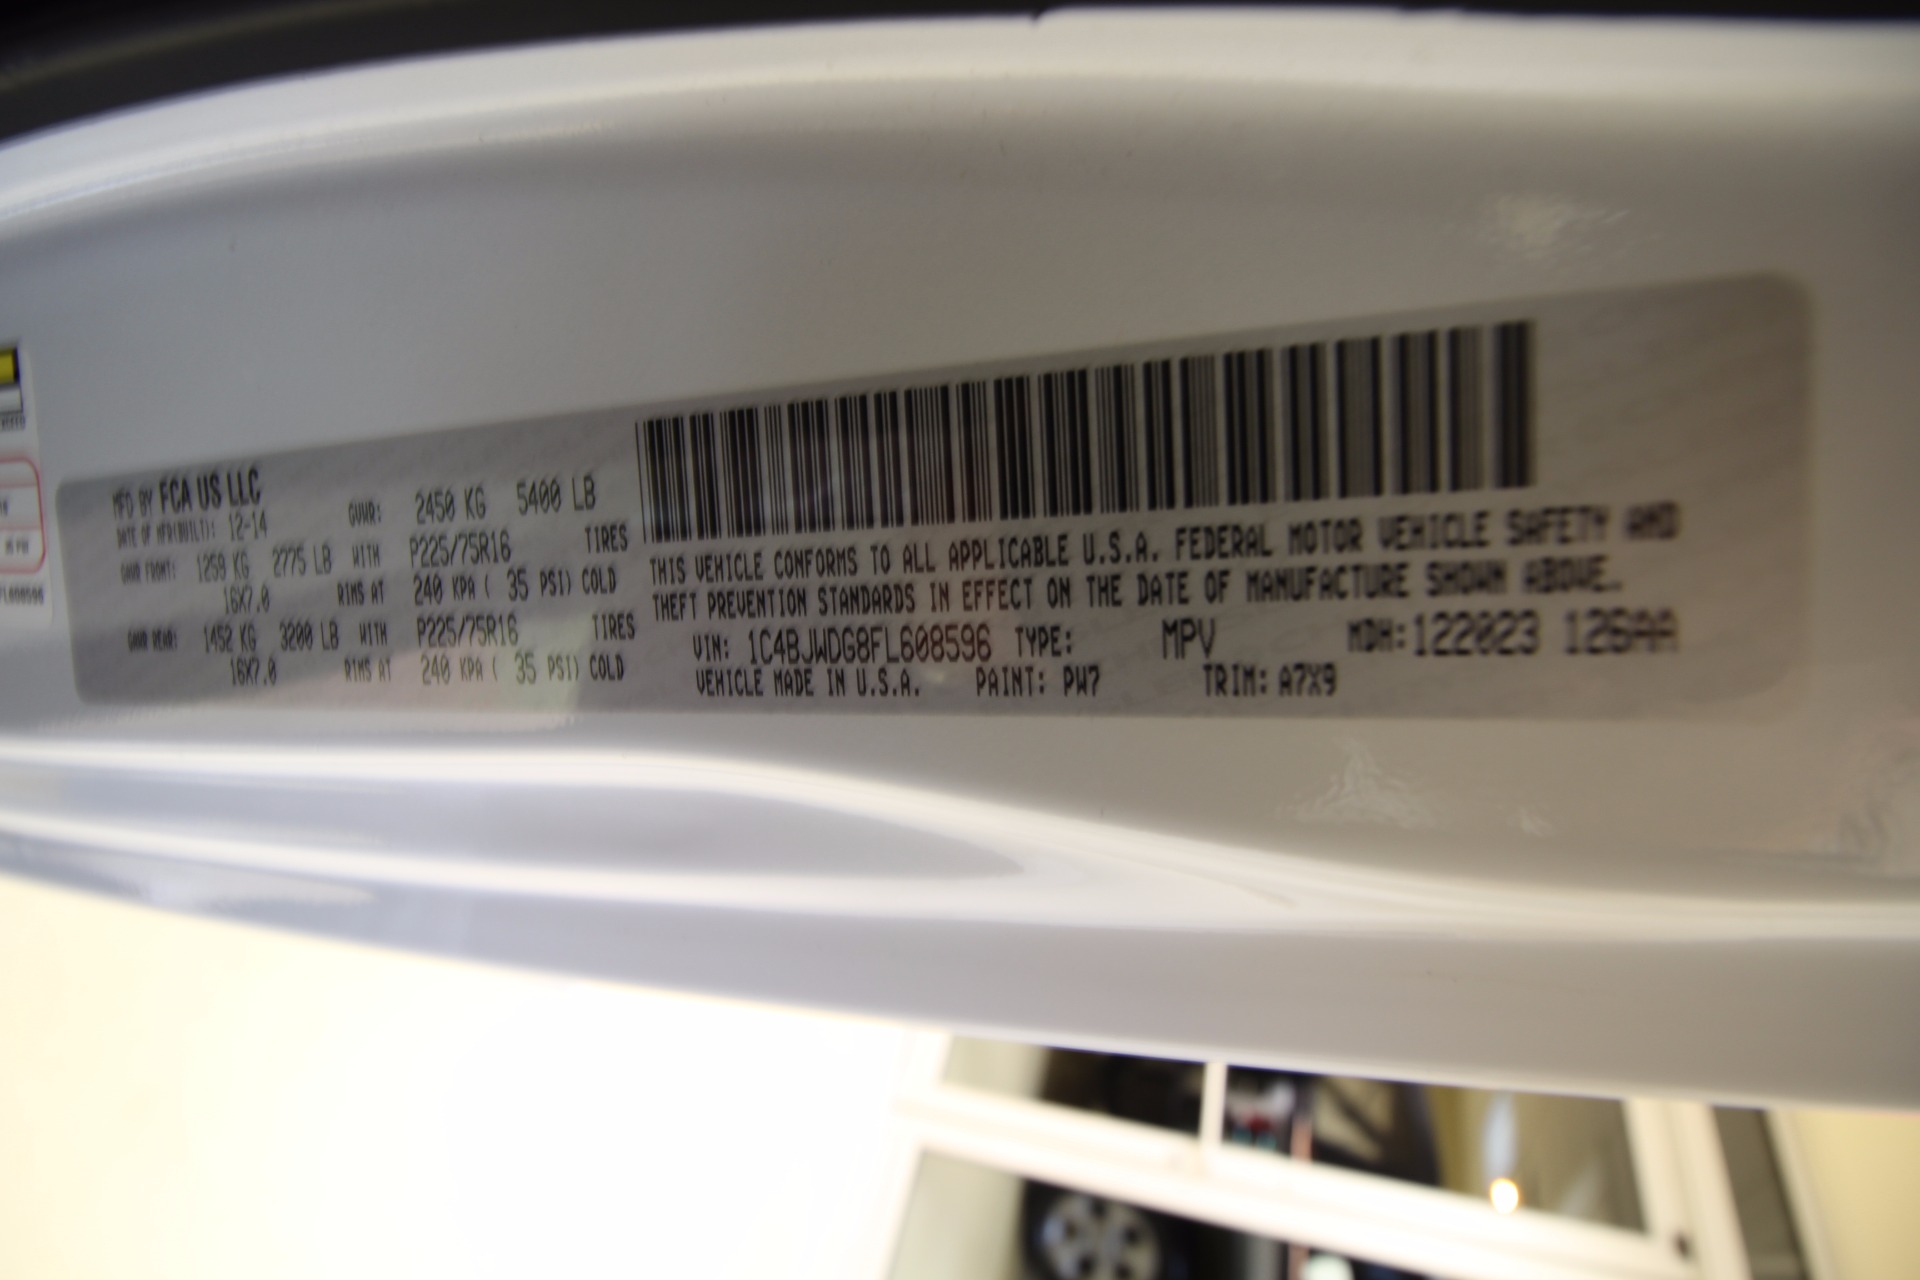 MFD BY FCA US LLC
DATE OF MFR(BUILT): 12-14 GVWR: 2450 KG 5400 LB
GAWR FRONT: 1259 KG 2775 LB WITH P225/75R16 TIRES
16X7.0 RIMS AT 240 KPA ( 35 PSI) COLD
GAWR REAR: 1452 KG 3200 LB WITH P225/75R16 TIRES
16X7.0 RIMS AT 240 KPA ( 35 PSI) COLD
THIS VEHICLE CONFORMS TO ALL APPLICABLE U.S.A. FEDERAL MOTOR VEHICLE SAFETY AND
THEFT PREVENTION STANDARDS IN EFFECT ON THE DATE OF MANUFACTURE SHOWN ABOVE.
VIN: 1C4BJWDG8FL608596 TYPE: MPV MDH: 122023 126AA
VEHICLE MADE IN U.S.A. PAINT: PW7 TRIM: A7X9
FL608596